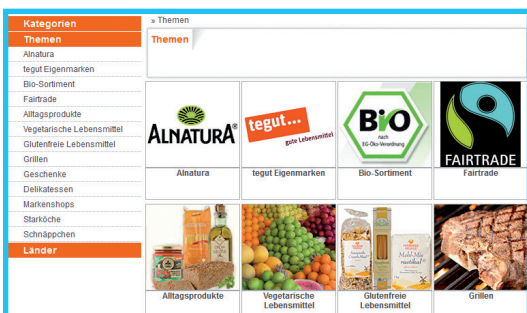 Kategorien
Themen
Alnatura
tegut Eigenmarken
Bio-Sortiment
Fairtrade
Alltagsprodukte
Vegetarische Lebensmittel
Glutenfreie Lebensmittel
Grillen
Geschenke
Delikatessen
Markenshops
Starköche
Schnäppchen
Länder
» Themen
Themen
ALNATURA®
tegut...
gute Lebensmittel
Bio
nach
EG-Öko-Verordnung
FAIRTRADE
Alnatura
tegut Eigenmarken
Bio-Sortiment
Fairtrade
Alltagsprodukte
Vegetarische
Lebensmittel
Glutenfreie
Lebensmittel
Grillen